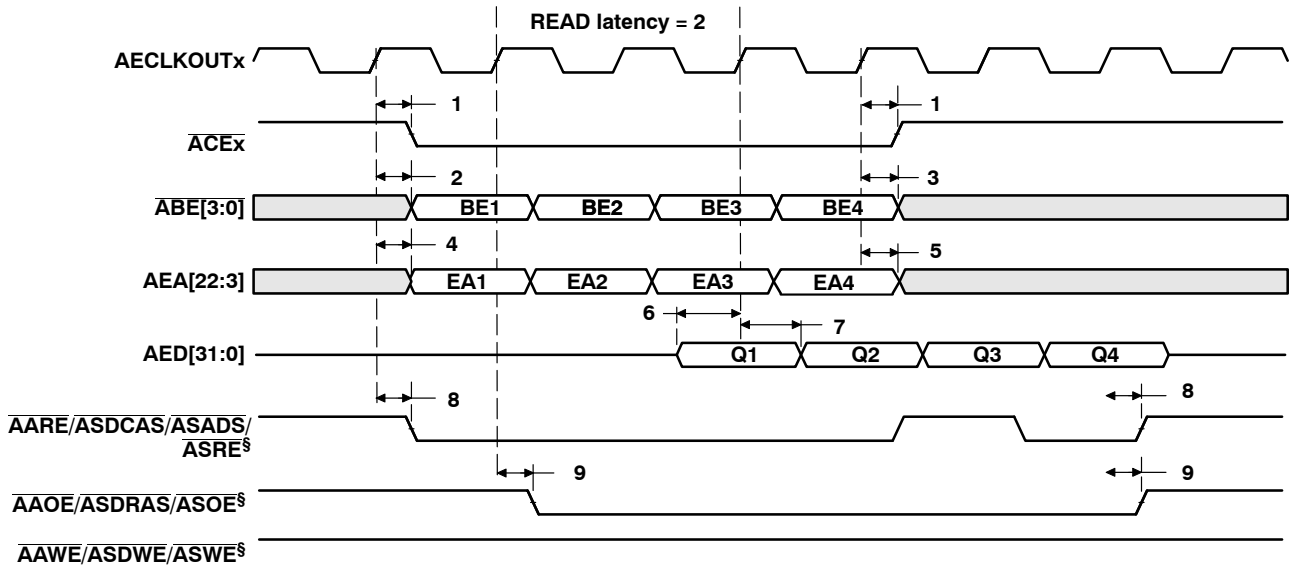 READ latency = 2
AECLKOUTx
1 1
ACEx
2 3
ABE[3:0] BE1 BE2 BE3 BE4
4 5
AEA[22:3] EA1 EA2 EA3 EA4
6 7
AED[31:0] Q1 Q2 Q3 Q4
8 8
AARE/ASDCAS/ASADS/
ASRE§
9 9
AAOE/ASDRAS/ASOE§
AAWE/ASDWE/ASWE§